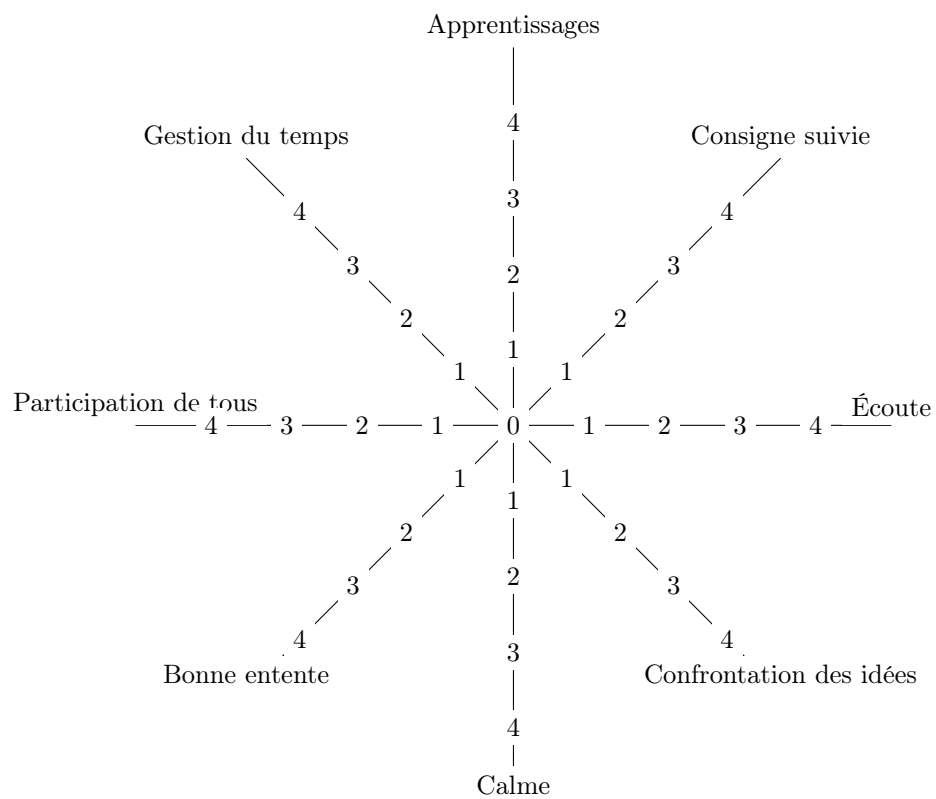 Apprentissages
4
Gestion du temps
Consigne suivie
3
4
4
2
3
3
2
2
1
1
1
Participation de tous
4 3 2 1 0 1 2 3 4
Écoute
1
1
1
2
2
2
3
3
3
4
4
Bonne entente
Confrontation des idées
4
Calme